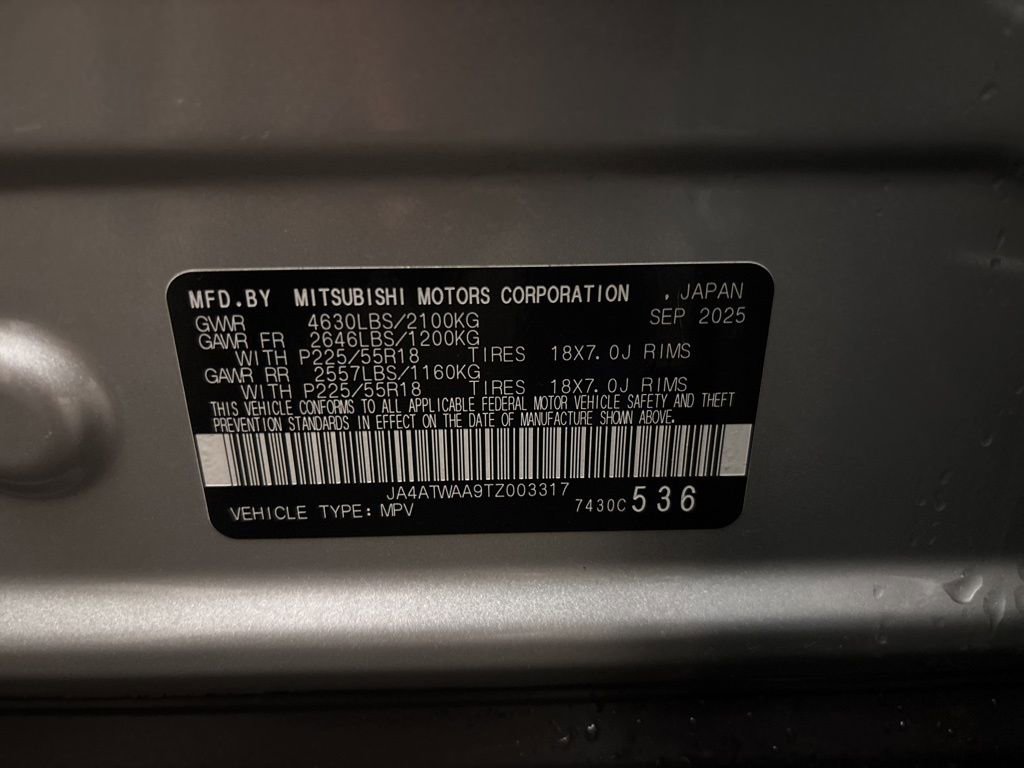 MFD.BY MITSUBISHI MOTORS CORPORATION . JAPAN
GVWR 4630LBS/2100KG SEP 2025
GAWR FR 2646LBS/1200KG
WITH P225/55R18 TIRES 18X7.0J RIMS
GAWR RR 2557LBS/1160KG
WITH P225/55R18 TIRES 18X7.0J RIMS
THIS VEHICLE CONFORMS TO ALL APPLICABLE FEDERAL MOTOR VEHICLE SAFETY AND THEFT
PREVENTION STANDARDS IN EFFECT ON THE DATE OF MANUFACTURE SHOWN ABOVE.
JA4ATWAA9TZ003317
VEHICLE TYPE: MPV 7430C 536